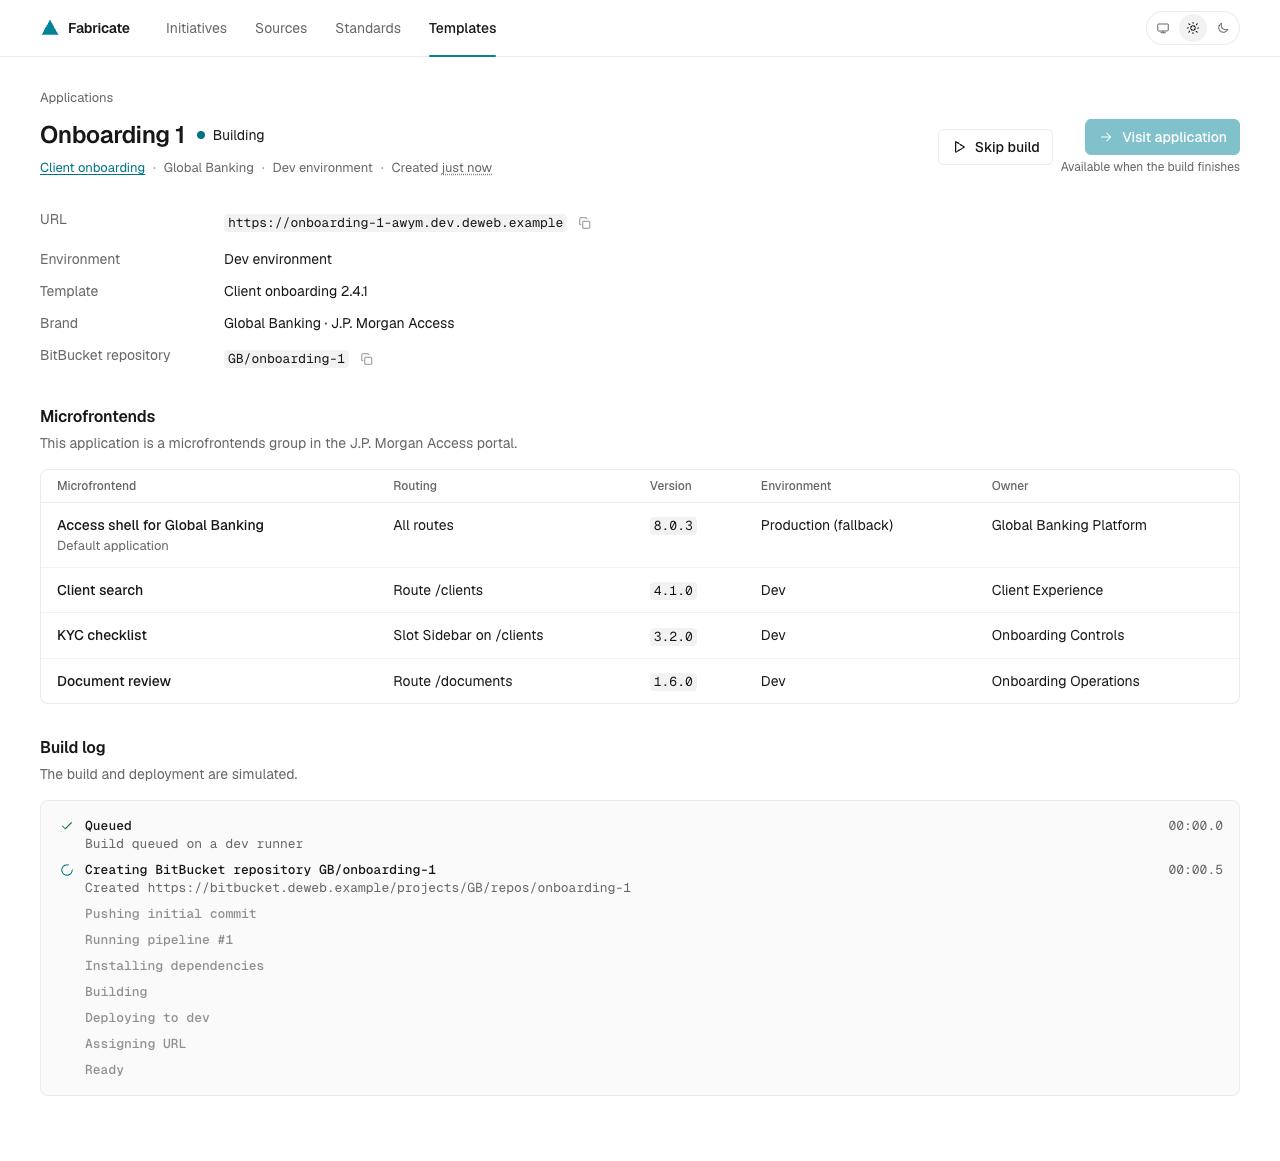 Fabricate Initiatives Sources Standards Templates
Applications
Onboarding 1 Building
Skip build
Visit application
Available when the build finishes
Client onboarding · Global Banking · Dev environment · Created just now
URL https://onboarding-1-awym.dev.deweb.example
Environment Dev environment
Template Client onboarding 2.4.1
Brand Global Banking · J.P. Morgan Access
BitBucket repository GB/onboarding-1
Microfrontends
This application is a microfrontends group in the J.P. Morgan Access portal.
Microfrontend Routing Version Environment Owner
Access shell for Global Banking All routes 8.0.3 Production (fallback) Global Banking Platform
Default application
Client search Route /clients 4.1.0 Dev Client Experience
KYC checklist Slot Sidebar on /clients 3.2.0 Dev Onboarding Controls
Document review Route /documents 1.6.0 Dev Onboarding Operations
Build log
The build and deployment are simulated.
Queued 00:00.0
Build queued on a dev runner
Creating BitBucket repository GB/onboarding-1 00:00.5
Created https://bitbucket.deweb.example/projects/GB/repos/onboarding-1
Pushing initial commit
Running pipeline #1
Installing dependencies
Building
Deploying to dev
Assigning URL
Ready